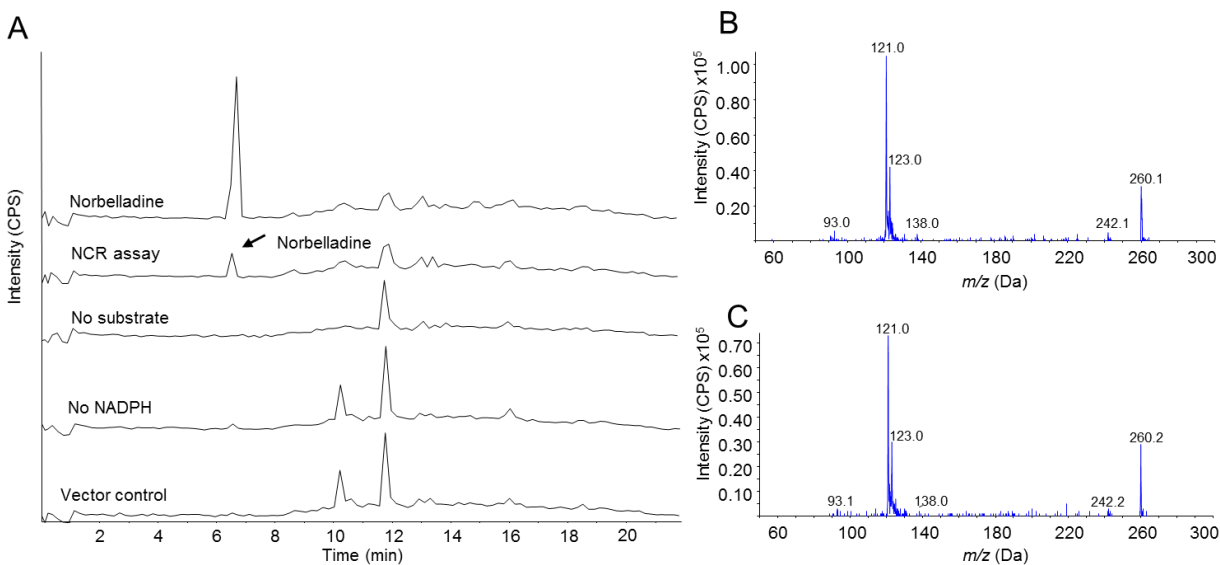 A
Intensity (CPS)
Norbelladine
NCR assay
Norbelladine
No substrate
No NADPH
Vector control
2 4 6 8 10 12 14 16 18 20
Time (min)
B
Intensity (CPS) x10⁵
1.00
0.80
0.60
0.40
0.20
121.0
123.0
93.0
138.0
242.1
260.1
60 100 140 180 220 260 300
m/z (Da)
C
Intensity (CPS) x10⁵
0.70
0.60
0.50
0.40
0.30
0.20
0.10
121.0
123.0
93.1
138.0
242.2
260.2
60 100 140 180 220 260 300
m/z (Da)